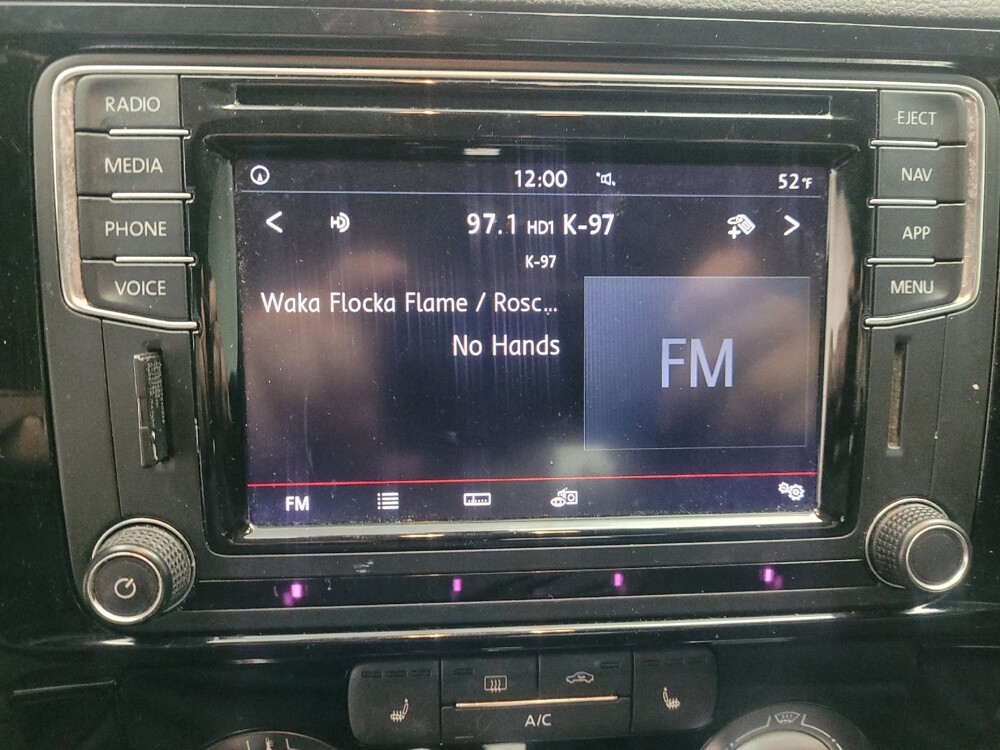 RADIO
MEDIA
PHONE
VOICE
EJECT
NAV
APP
MENU
12:00
52°F
97.1 HD1 K-97
K-97
Waka Flocka Flame / Rosc...
No Hands
FM
FM
A/C